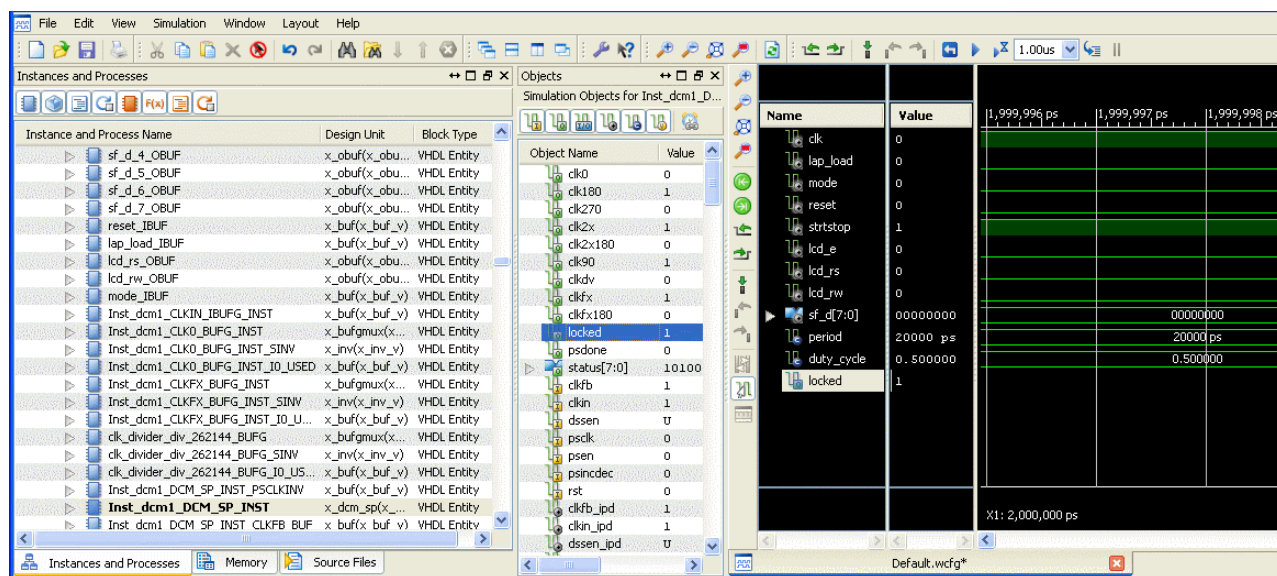 File Edit View Simulation Window Layout Help
1.00us
Instances and Processes
Instance and Process Name Design Unit Block Type
sf_d_4_OBUF x_obuf(x_obu... VHDL Entity
sf_d_5_OBUF x_obuf(x_obu... VHDL Entity
sf_d_6_OBUF x_obuf(x_obu... VHDL Entity
sf_d_7_OBUF x_obuf(x_obu... VHDL Entity
reset_IBUF x_buf(x_buf_v) VHDL Entity
lap_load_IBUF x_buf(x_buf_v) VHDL Entity
lcd_rs_OBUF x_obuf(x_obu... VHDL Entity
lcd_rw_OBUF x_obuf(x_obu... VHDL Entity
mode_IBUF x_buf(x_buf_v) VHDL Entity
Inst_dcm1_CLKIN_IBUFG_INST x_buf(x_buf_v) VHDL Entity
Inst_dcm1_CLK0_BUFG_INST x_bufgmux(x... VHDL Entity
Inst_dcm1_CLK0_BUFG_INST_SINV x_inv(x_inv_v) VHDL Entity
Inst_dcm1_CLK0_BUFG_INST_I0_USED x_buf(x_buf_v) VHDL Entity
Inst_dcm1_CLKFX_BUFG_INST x_bufgmux(x... VHDL Entity
Inst_dcm1_CLKFX_BUFG_INST_SINV x_inv(x_inv_v) VHDL Entity
Inst_dcm1_CLKFX_BUFG_INST_I0_U... x_buf(x_buf_v) VHDL Entity
clk_divider_div_262144_BUFG x_bufgmux(x... VHDL Entity
clk_divider_div_262144_BUFG_SINV x_inv(x_inv_v) VHDL Entity
clk_divider_div_262144_BUFG_I0_US... x_buf(x_buf_v) VHDL Entity
Inst_dcm1_DCM_SP_INST_PSCLKINV x_buf(x_buf_v) VHDL Entity
Inst_dcm1_DCM_SP_INST x_dcm_sp(x_... VHDL Entity
Inst_dcm1_DCM_SP_INST_CLKFB_BUF x_buf(x_buf_v) VHDL Entity
Instances and Processes Memory Source Files
Objects
Simulation Objects for Inst_dcm1_D...
F(x)
Object Name Value
clk0 0
clk180 1
clk270 0
clk2x 1
clk2x180 0
clk90 1
clkdv 0
clkfx 1
clkfx180 0
locked 1
psdone 0
status[7:0] 10100
clkfb 1
clkin 1
dssen U
psclk 0
psen 0
psincdec 0
rst 0
clkfb_ipd 1
clkin_ipd 1
dssen_ipd U
Name Value
clk 0
lap_load 0
mode 0
reset 0
strtstop 1
lcd_e 0
lcd_rs 0
lcd_rw 0
sf_d[7:0] 00000000
period 20000 ps
duty_cycle 0.500000
locked 1
1,999,996 ps 1,999,997 ps 1,999,998 ps
00000000
20000 ps
0.500000
X1: 2,000,000 ps
Default.wcfg*